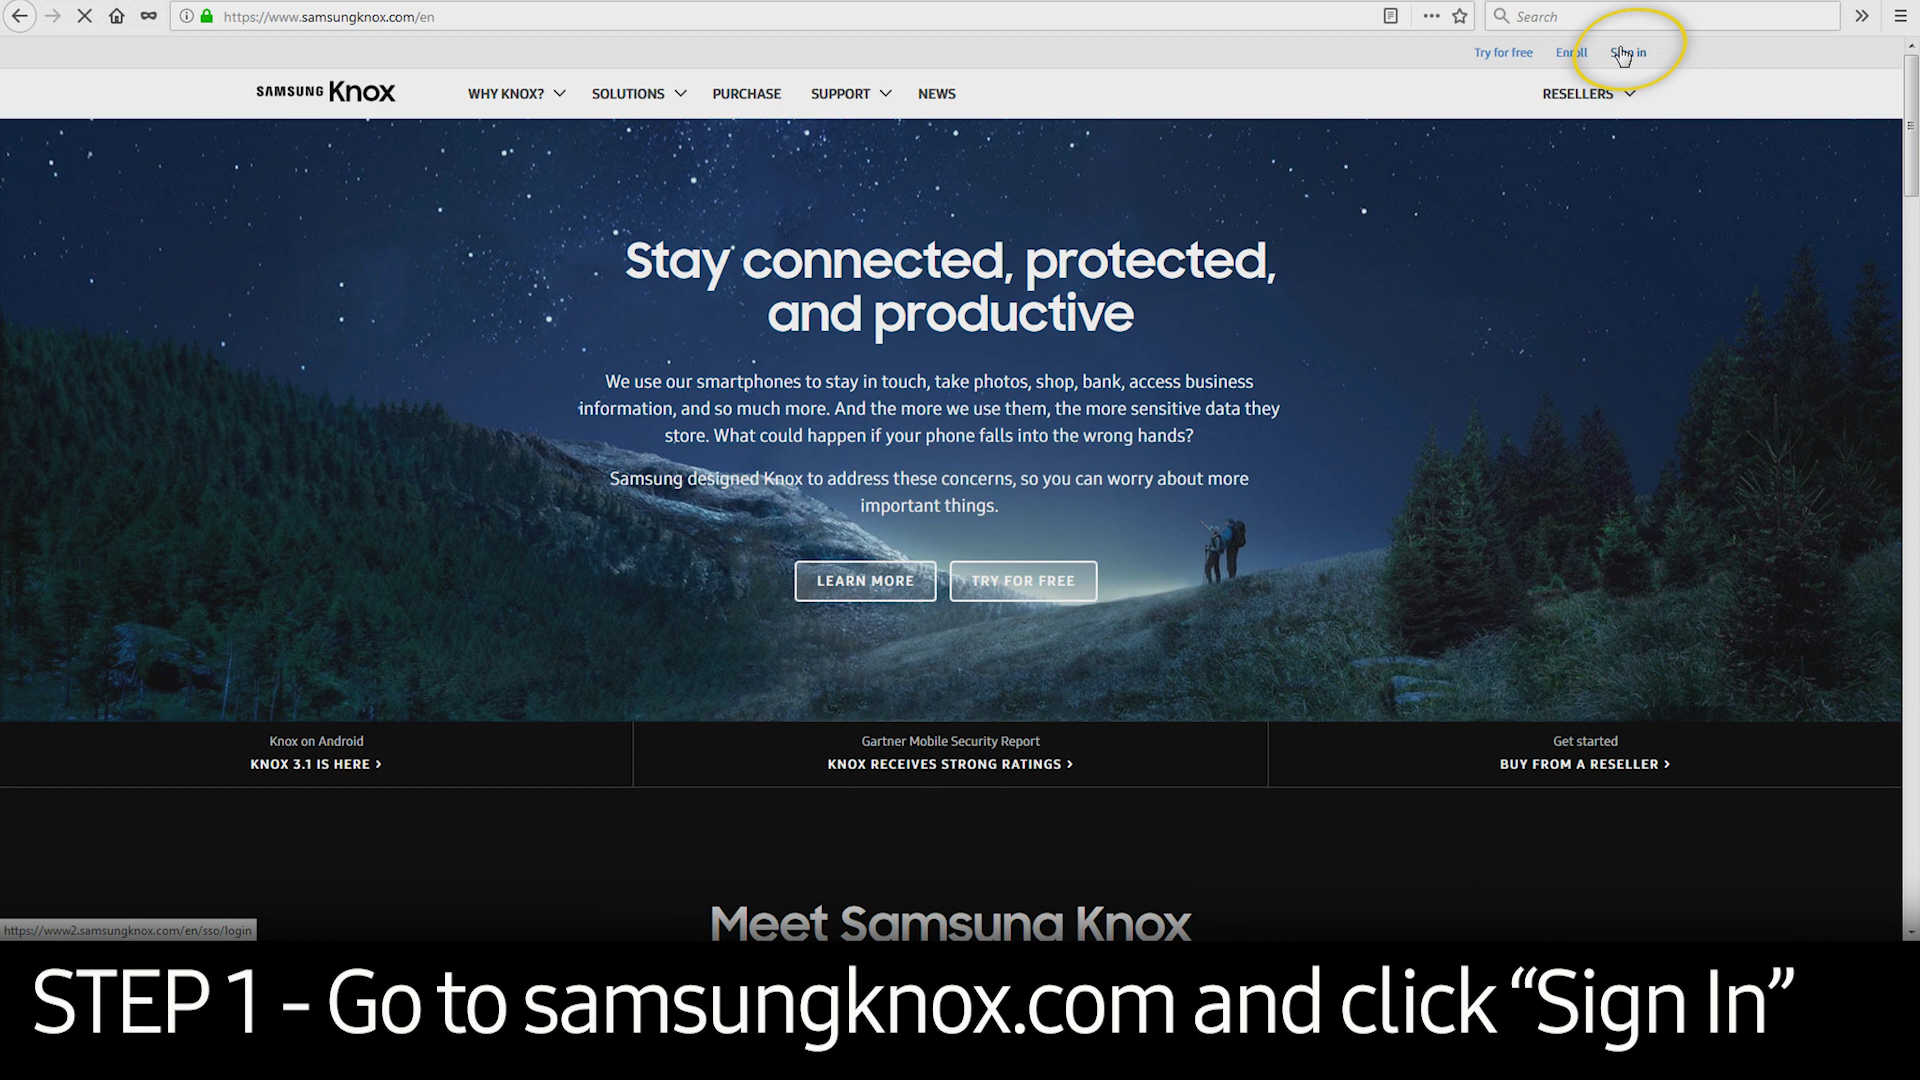 https://www.samsungknox.com/en
Search
Try for free Enroll Sign in
SAMSUNG Knox
WHY KNOX? SOLUTIONS PURCHASE SUPPORT NEWS RESELLERS
Stay connected, protected,
and productive
We use our smartphones to stay in touch, take photos, shop, bank, access business
information, and so much more. And the more we use them, the more sensitive data they
store. What could happen if your phone falls into the wrong hands?
Samsung designed Knox to address these concerns, so you can worry about more
important things.
LEARN MORE TRY FOR FREE
Knox on Android
KNOX 3.1 IS HERE >
Gartner Mobile Security Report
KNOX RECEIVES STRONG RATINGS >
Get started
BUY FROM A RESELLER >
Meet Samsung Knox
https://www2.samsungknox.com/en/sso/login
STEP 1 - Go to samsungknox.com and click “Sign In”